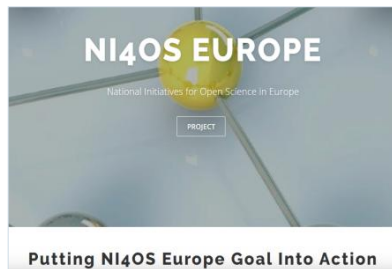 NI4OS EUROPE
National Initiatives for Open Science in Europe
PROJECT
Putting NI4OS Europe Goal Into Action